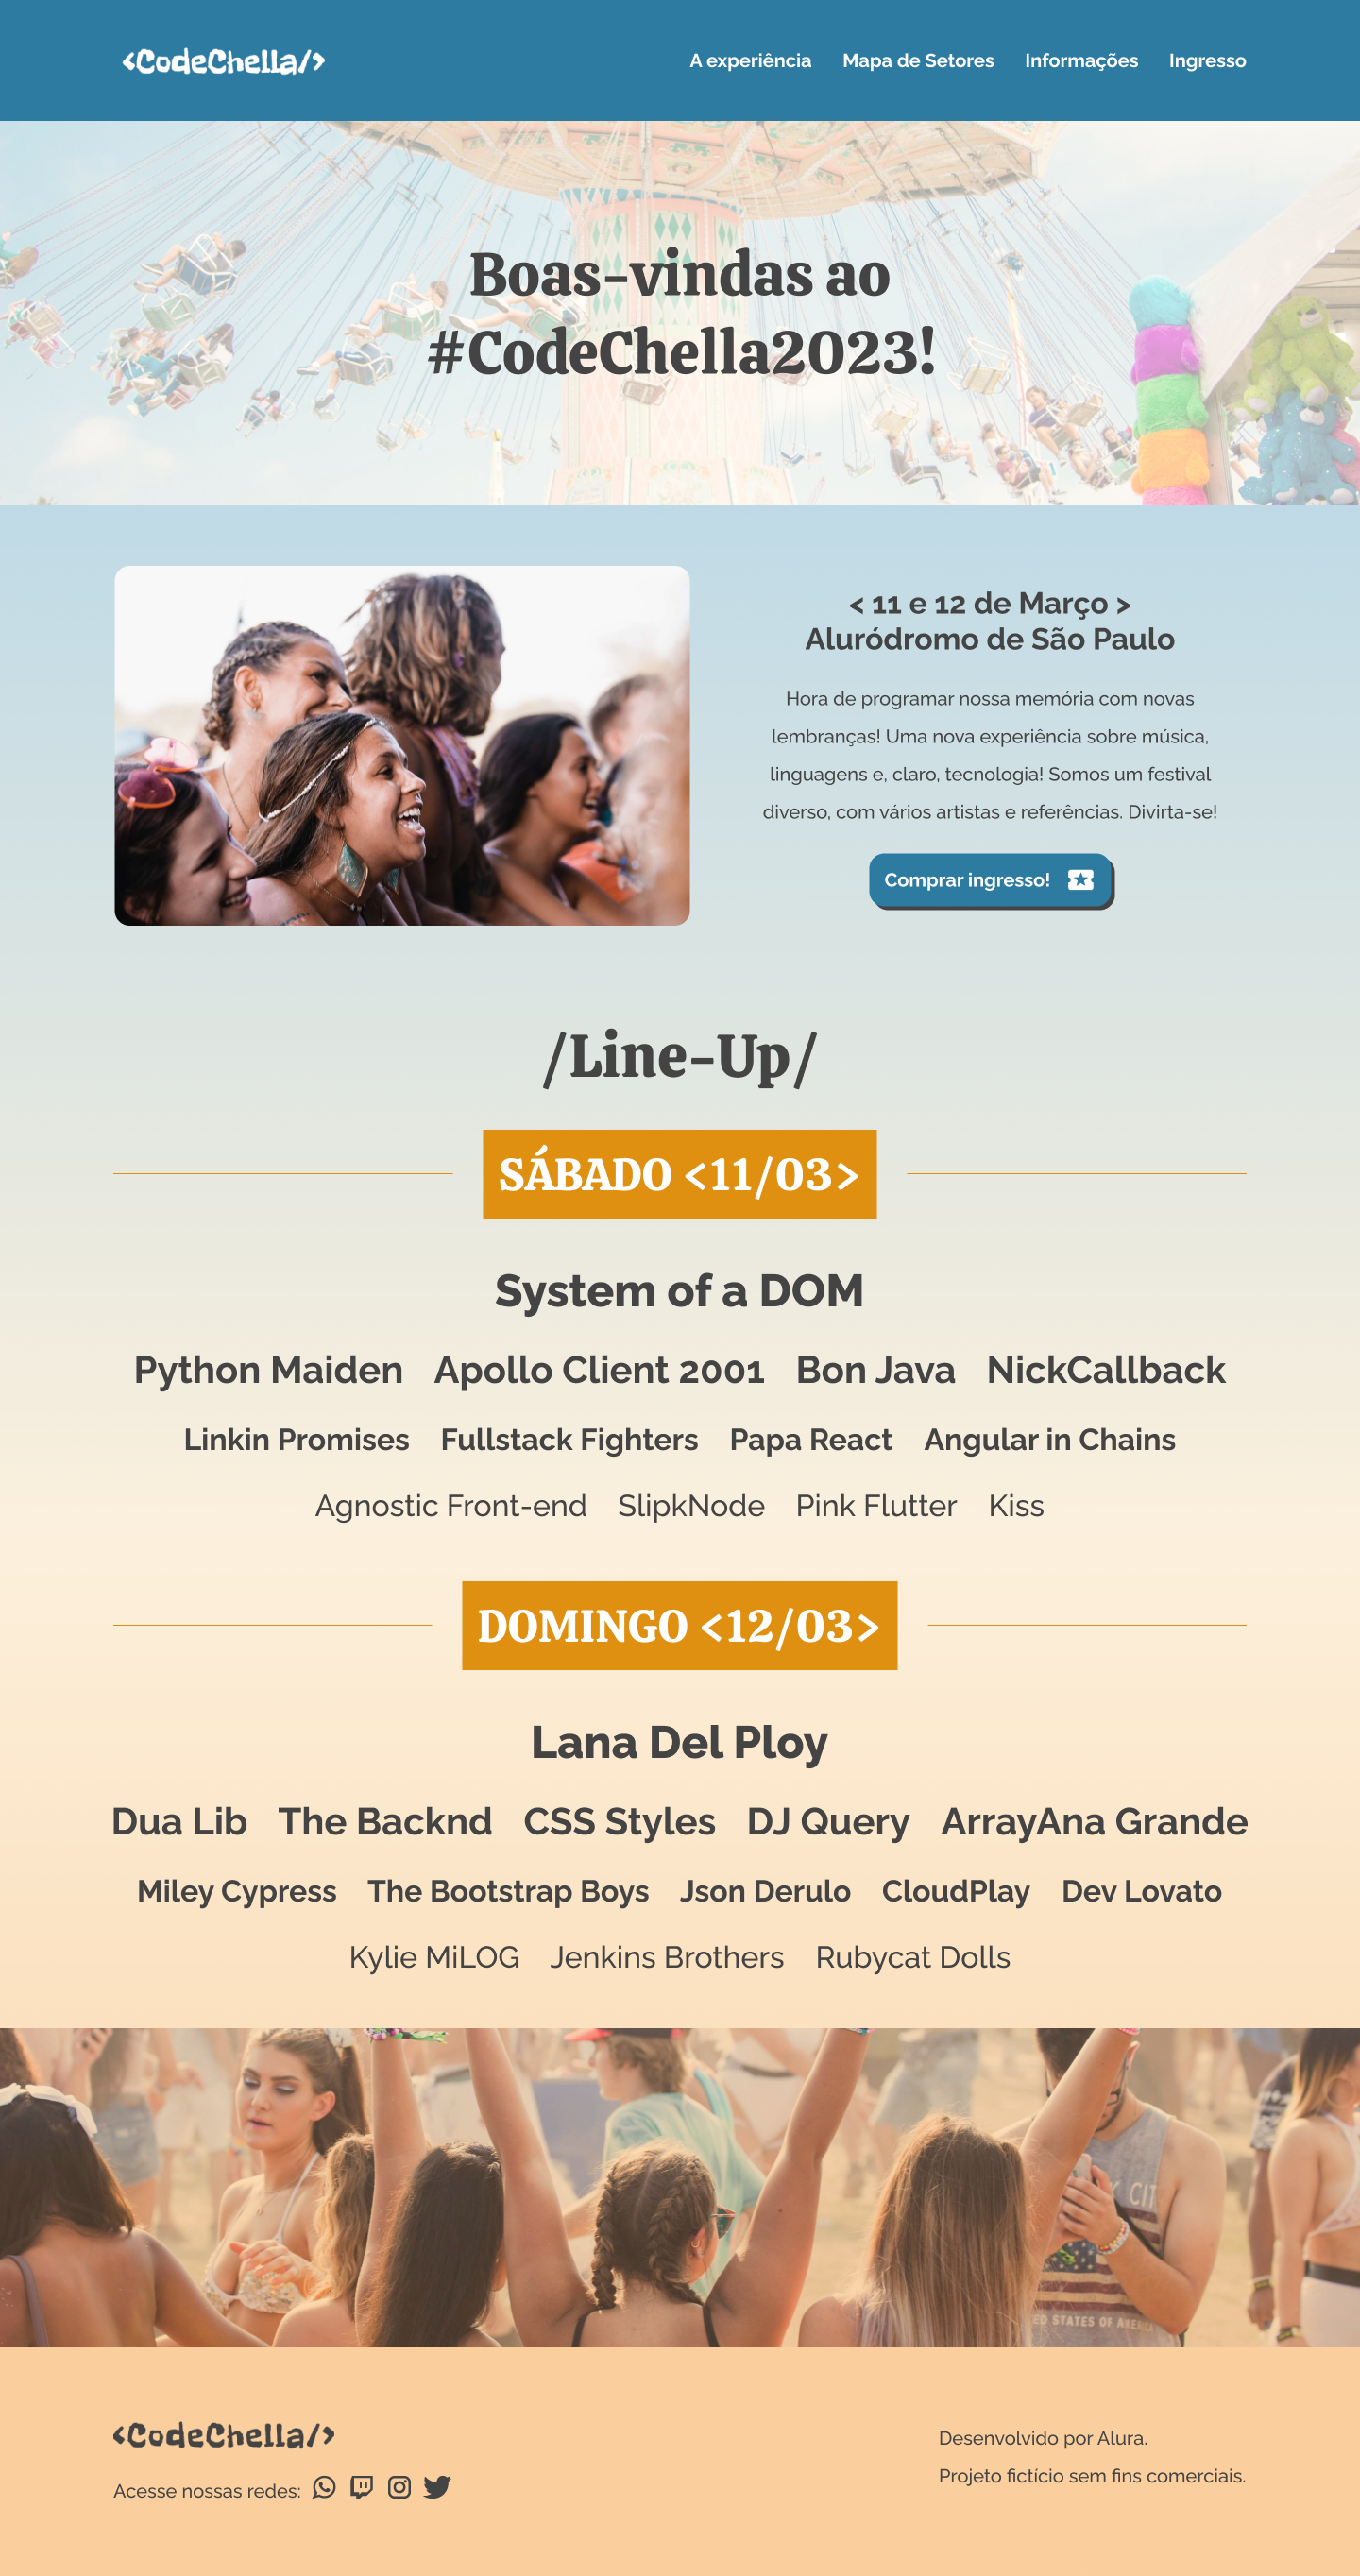 <CodeChella/>
A experiência Mapa de Setores Informações Ingresso
Boas-vindas ao
#CodeChella2023!
< 11 e 12 de Março >
Aluródromo de São Paulo
Hora de programar nossa memória com novas
lembranças! Uma nova experiência sobre música,
linguagens e, claro, tecnologia! Somos um festival
diverso, com vários artistas e referências. Divirta-se!
Comprar ingresso!
/Line-Up/
SÁBADO <11/03>
System of a DOM
Python Maiden Apollo Client 2001 Bon Java NickCallback
Linkin Promises Fullstack Fighters Papa React Angular in Chains
Agnostic Front-end SlipkNode Pink Flutter Kiss
DOMINGO <12/03>
Lana Del Ploy
Dua Lib The Backnd CSS Styles DJ Query ArrayAna Grande
Miley Cypress The Bootstrap Boys Json Derulo CloudPlay Dev Lovato
Kylie MiLOG Jenkins Brothers Rubycat Dolls
CIT
ED STATES OF AMERICA
<CodeChella/>
Acesse nossas redes:
Desenvolvido por Alura.
Projeto fictício sem fins comerciais.